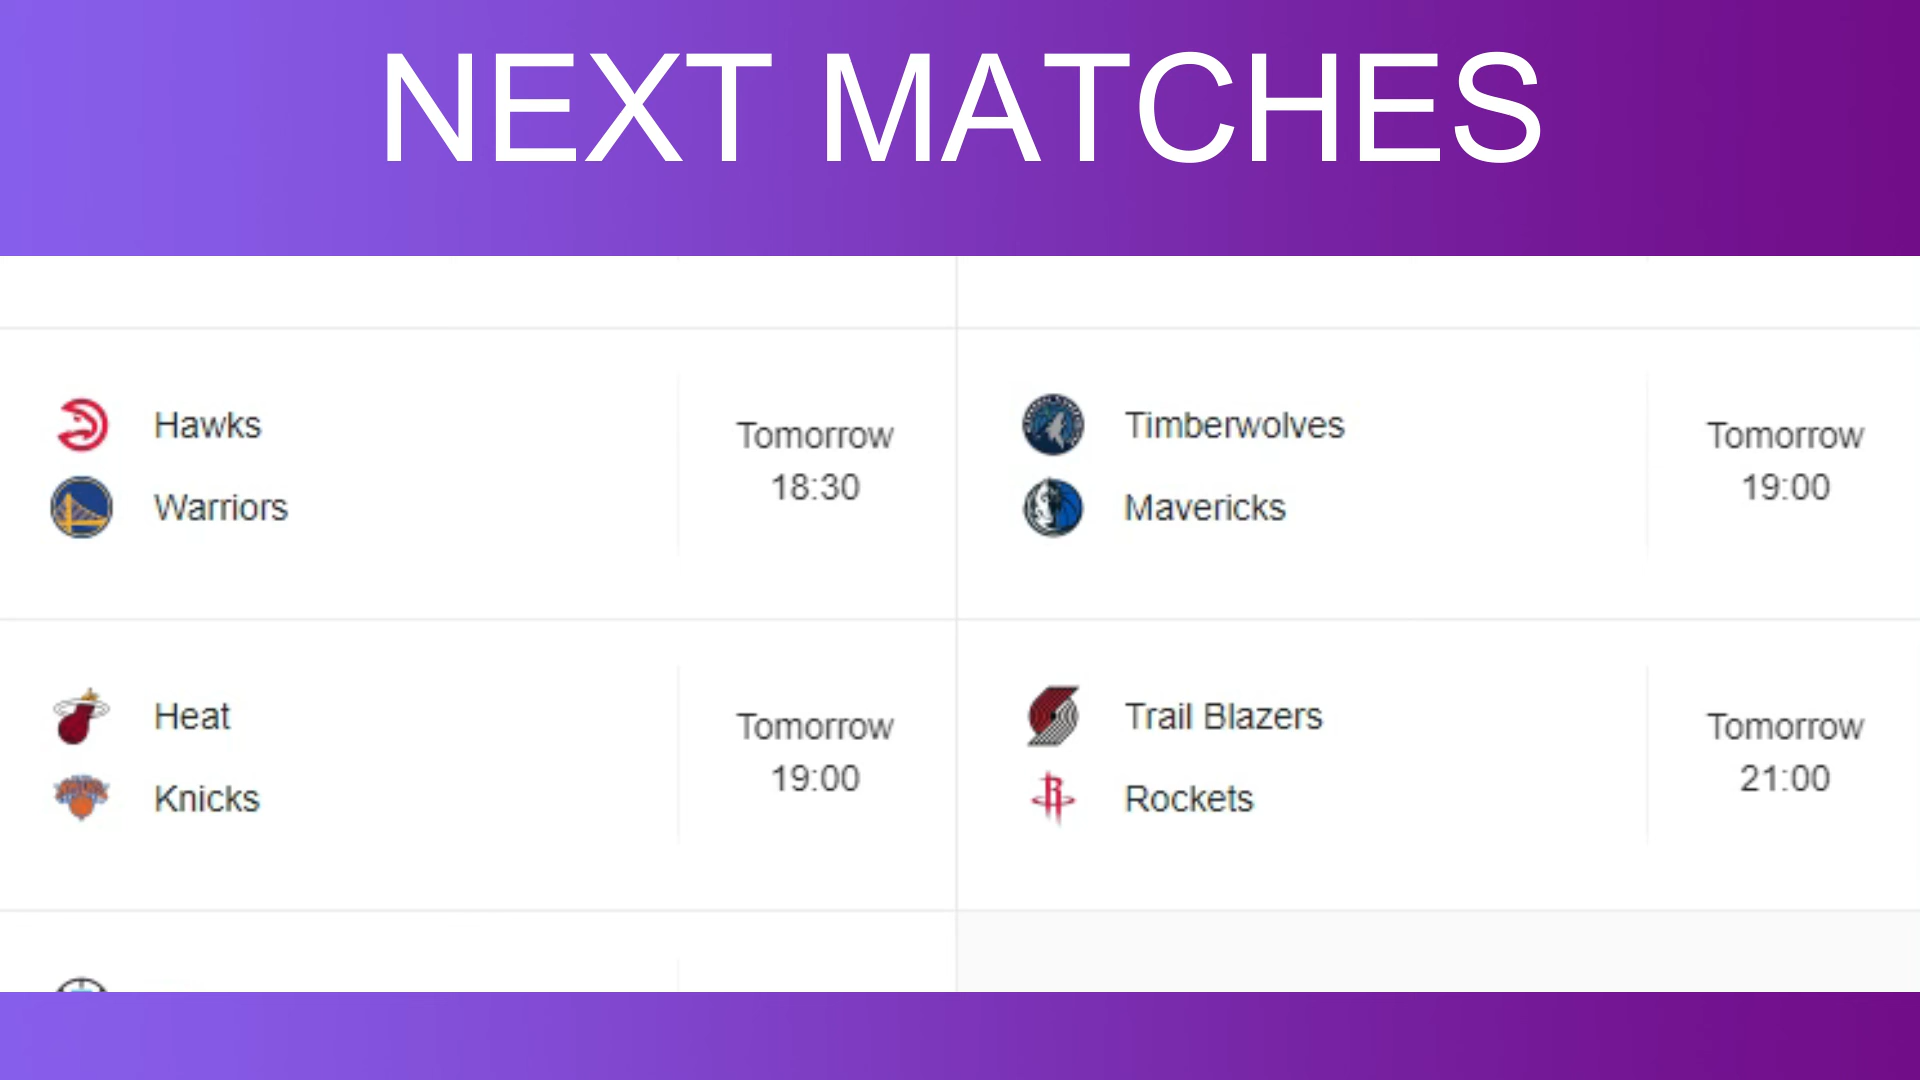 NEXT MATCHES
Hawks
Warriors
Tomorrow
18:30
Timberwolves
Mavericks
Tomorrow
19:00
Heat
Knicks
Tomorrow
19:00
Trail Blazers
Rockets
Tomorrow
21:00